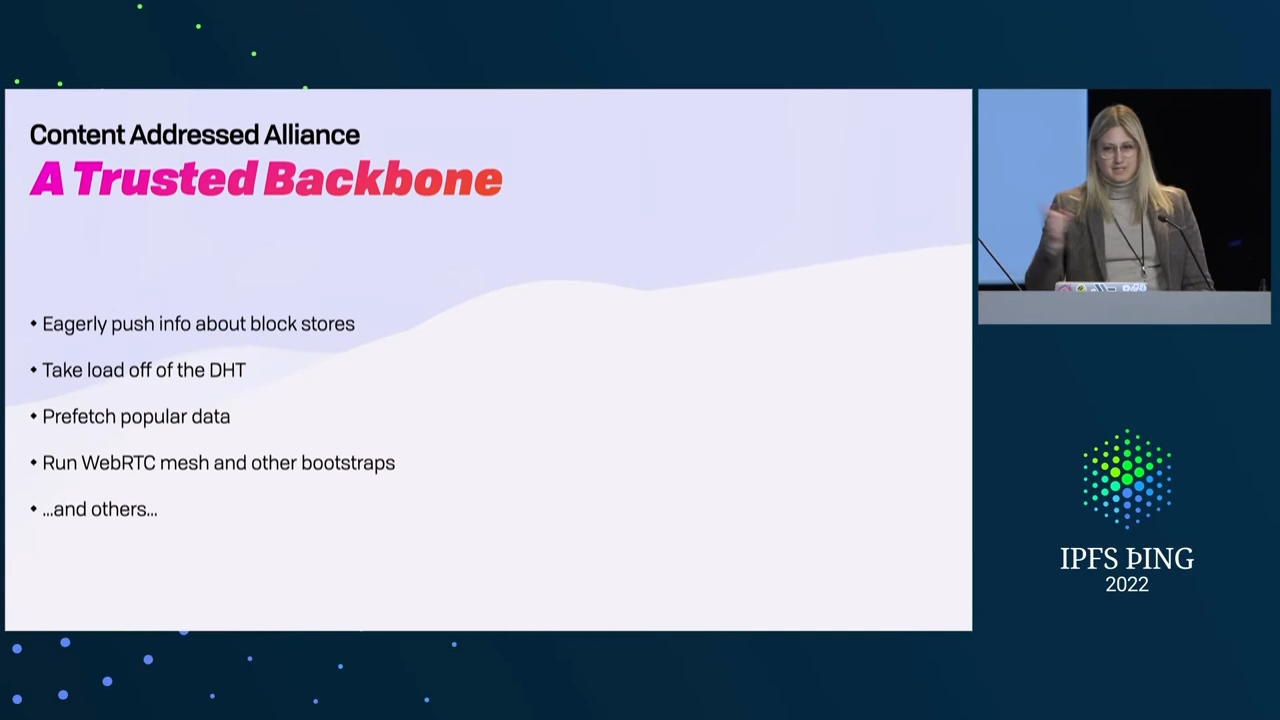 Content Addressed Alliance
A Trusted Backbone
• Eagerly push info about block stores
• Take load off of the DHT
• Prefetch popular data
• Run WebRTC mesh and other bootstraps
• ...and others...
IPFS ÞING
2022